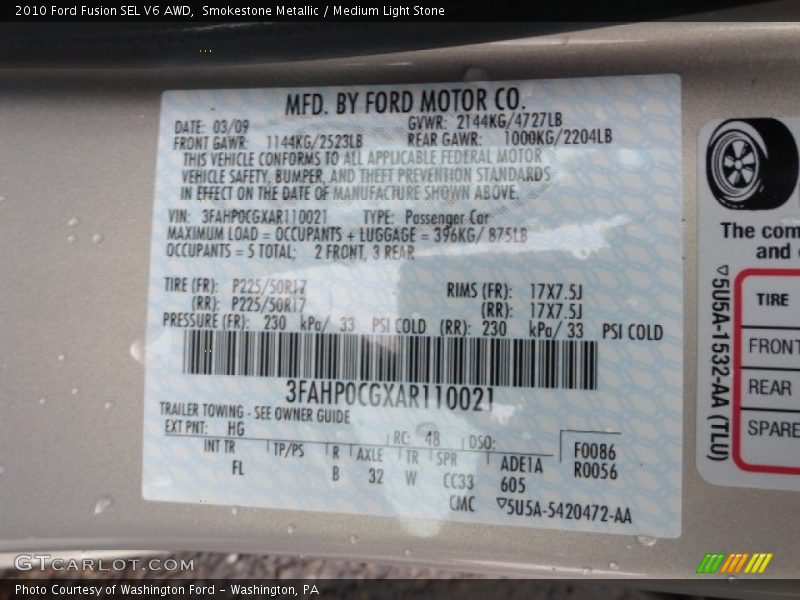 2010 Ford Fusion SEL V6 AWD, Smokestone Metallic / Medium Light Stone
MFD. BY FORD MOTOR CO.
DATE: 03/09 GVWR: 2144KG/4727LB
FRONT GAWR: 1144KG/2523LB REAR GAWR: 1000KG/2204LB
THIS VEHICLE CONFORMS TO ALL APPLICABLE FEDERAL MOTOR
VEHICLE SAFETY, BUMPER, AND THEFT PREVENTION STANDARDS
IN EFFECT ON THE DATE OF MANUFACTURE SHOWN ABOVE.
VIN: 3FAHP0CGXAR110021 TYPE: Passenger Car
MAXIMUM LOAD = OCCUPANTS + LUGGAGE = 396KG/ 875LB
OCCUPANTS = 5 TOTAL; 2 FRONT, 3 REAR
TIRE (FR): P225/50R17 RIMS (FR): 17X7.5J
(RR): P225/50R17 (RR): 17X7.5J
PRESSURE (FR): 230 kPa/ 33 PSI COLD (RR): 230 kPa/ 33 PSI COLD
3FAHP0CGXAR110021
TRAILER TOWING - SEE OWNER GUIDE
EXT PNT: HG RC: 48 DSO: F0086
INT TR TP/PS R AXLE TR SPR ADE1A R0056
FL B 32 W CC33 605
CMC ▽5U5A-5420472-AA
The com
and
▽5U5A-1532-AA (TLU)
TIRE
FRONT
REAR
SPARE
GTCARLOT.COM
Photo Courtesy of Washington Ford - Washington, PA